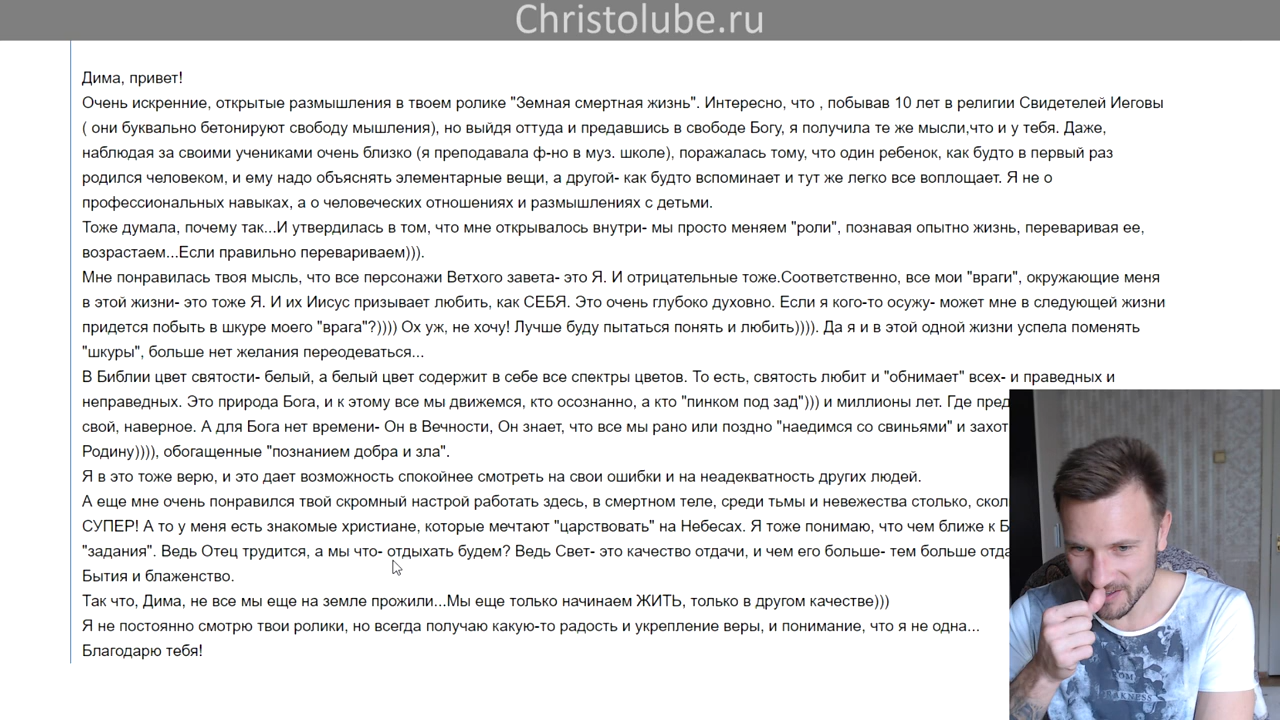 Christolube.ru
Дима, привет!
Очень искренние, открытые размышления в твоем ролике "Земная смертная жизнь". Интересно, что , побывав 10 лет в религии Свидетелей Иеговы
( они буквально бетонируют свободу мышления), но выйдя оттуда и предавшись в свободе Богу, я получила те же мысли,что и у тебя. Даже,
наблюдая за своими учениками очень близко (я преподавала ф-но в муз. школе), поражалась тому, что один ребенок, как будто в первый раз
родился человеком, и ему надо объяснять элементарные вещи, а другой- как будто вспоминает и тут же легко все воплощает. Я не о
профессиональных навыках, а о человеческих отношениях и размышлениях с детьми.
Тоже думала, почему так...И утвердилась в том, что мне открывалось внутри- мы просто меняем "роли", познавая опытно жизнь, переваривая ее,
возрастаем...Если правильно перевариваем))).
Мне понравилась твоя мысль, что все персонажи Ветхого завета- это Я. И отрицательные тоже.Соответственно, все мои "враги", окружающие меня
в этой жизни- это тоже Я. И их Иисус призывает любить, как СЕБЯ. Это очень глубоко духовно. Если я кого-то осужу- может мне в следующей жизни
придется побыть в шкуре моего "врага"?)))) Ох уж, не хочу! Лучше буду пытаться понять и любить)))). Да я и в этой одной жизни успела поменять
"шкуры", больше нет желания переодеваться...
В Библии цвет святости- белый, а белый цвет содержит в себе все спектры цветов. То есть, святость любит и "обнимает" всех- и праведных и
неправедных. Это природа Бога, и к этому все мы движемся, кто осознанно, а кто "пинком под зад"))) и миллионы лет. Где
свой, наверное. А для Бога нет времени- Он в Вечности, Он знает, что все мы рано или поздно "наедимся со свиньями" и
Родину)))), обогащенные "познанием добра и зла".
Я в это тоже верю, и это дает возможность спокойнее смотреть на свои ошибки и на неадекватность других людей.
А еще мне очень понравился твой скромный настрой работать здесь, в смертном теле, среди тьмы и невежества столько,
СУПЕР! А то у меня есть знакомые христиане, которые мечтают "царствовать" на Небесах. Я тоже понимаю, что чем ближе к
"задания". Ведь Отец трудится, а мы что- отдыхать будем? Ведь Свет- это качество отдачи, и чем его больше- тем больше
Бытия и блаженство.
Так что, Дима, не все мы еще на земле прожили...Мы еще только начинаем ЖИТЬ, только в другом качестве)))
Я не постоянно смотрю твои ролики, но всегда получаю какую-то радость и укрепление веры, и понимание, что я не одна...
Благодарю тебя!